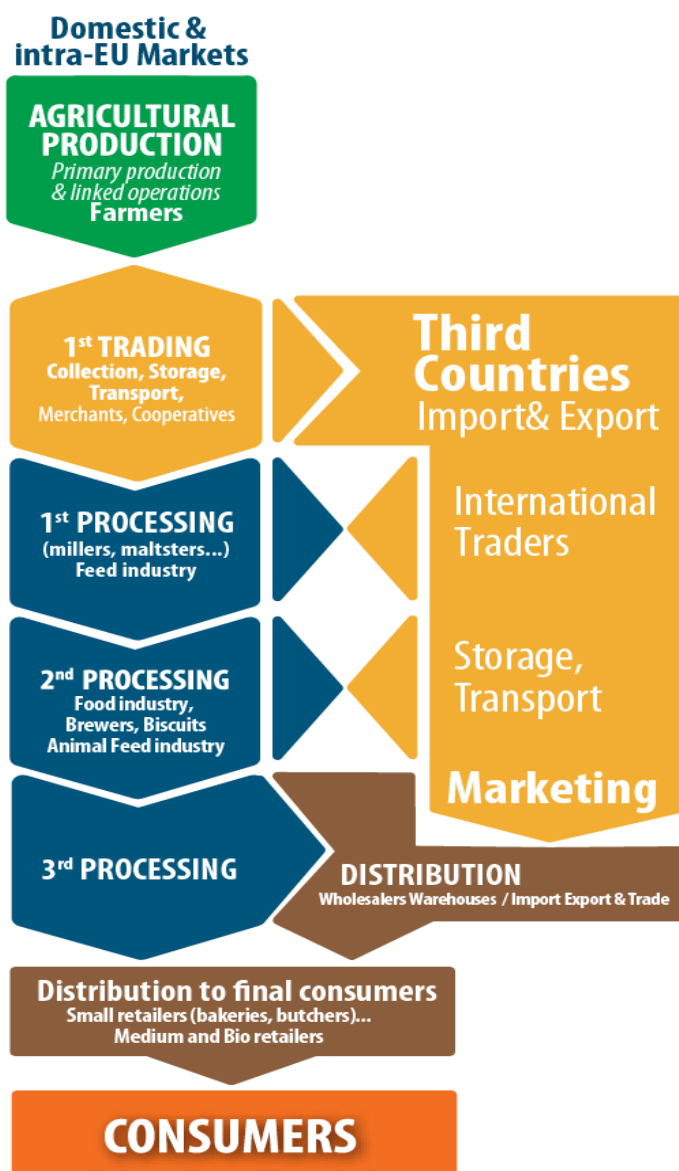 Domestic &
intra-EU Markets
AGRICULTURAL
PRODUCTION
Primary production
& linked operations
Farmers
1st TRADING
Collection, Storage,
Transport,
Merchants, Cooperatives
Third
Countries
Import& Export
1st PROCESSING
(millers, maltsters...)
Feed industry
International
Traders
2nd PROCESSING
Food industry,
Brewers, Biscuits
Animal Feed industry
Storage,
Transport
Marketing
3rd PROCESSING
DISTRIBUTION
Wholesalers Warehouses / Import Export & Trade
Distribution to final consumers
Small retailers (bakeries, butchers)...
Medium and Bio retailers
CONSUMERS